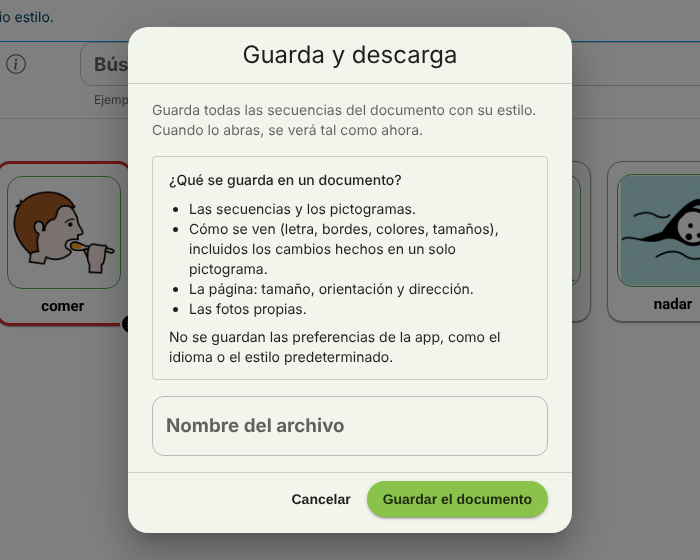 io estilo.
Guarda y descarga
Bús
Ejemp
Guarda todas las secuencias del documento con su estilo.
Cuando lo abras, se verá tal como ahora.
¿Qué se guarda en un documento?
• Las secuencias y los pictogramas.
• Cómo se ven (letra, bordes, colores, tamaños),
incluidos los cambios hechos en un solo
pictograma.
• La página: tamaño, orientación y dirección.
• Las fotos propias.
No se guardan las preferencias de la app, como el
idioma o el estilo predeterminado.
comer
nadar
Nombre del archivo
Cancelar
Guardar el documento